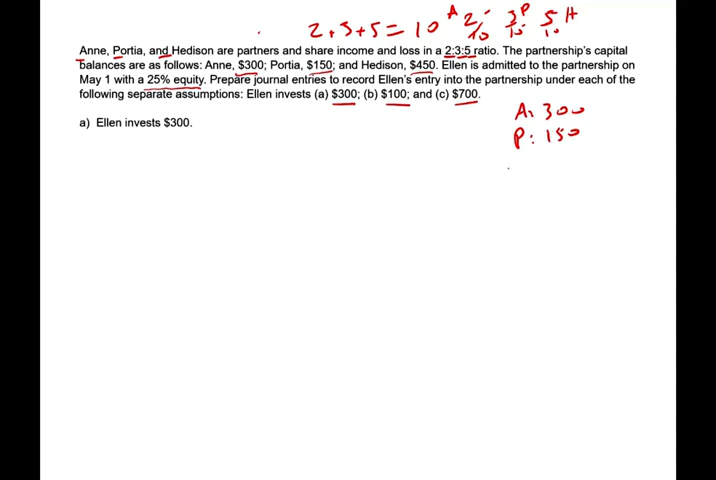 2+3+5=10 A 2/10 3/10 P 5/10 H
Anne, Portia, and Hedison are partners and share income and loss in a 2:3:5 ratio. The partnership's capital
balances are as follows: Anne, $300; Portia, $150; and Hedison, $450. Ellen is admitted to the partnership on
May 1 with a 25% equity. Prepare journal entries to record Ellen's entry into the partnership under each of the
following separate assumptions: Ellen invests (a) $300; (b) $100; and (c) $700.
A: 300
a) Ellen invests $300.
P: 150